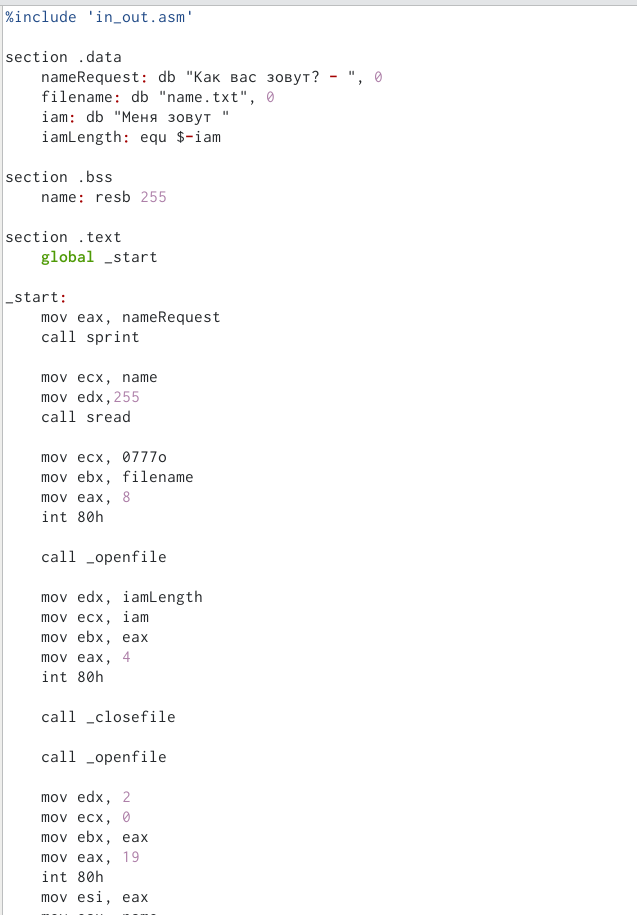 %include 'in_out.asm'
section .data
nameRequest: db "Как вас зовут? - ", 0
filename: db "name.txt", 0
iam: db "Меня зовут "
iamLength: equ $-iam
section .bss
name: resb 255
section .text
global _start
_start:
mov eax, nameRequest
call sprint
mov ecx, name
mov edx,255
call sread
mov ecx, 0777o
mov ebx, filename
mov eax, 8
int 80h
call _openfile
mov edx, iamLength
mov ecx, iam
mov ebx, eax
mov eax, 4
int 80h
call _closefile
call _openfile
mov edx, 2
mov ecx, 0
mov ebx, eax
mov eax, 19
int 80h
mov esi, eax